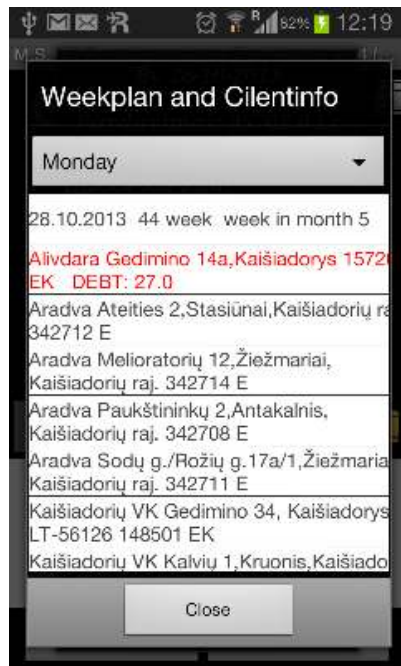 R 82% 12:19
M.S. 1/
Weekplan and Cilentinfo
Monday
28.10.2013 44 week week in month 5
Alivdara Gedimino 14a,Kaišiadorys 15720
EK DEBT: 27.0
Aradva Ateities 2,Stasiūnai,Kaišiadorių ra
342712 E
Aradva Melioratorių 12,Žiežmariai,
Kaišiadorių raj. 342714 E
Aradva Paukštininkų 2,Antakalnis,
Kaišiadorių raj. 342708 E
Aradva Sodų g./Rožių g.17a/1,Žiežmaria
Kaišiadorių raj. 342711 E
Kaišiadorių VK Gedimino 34, Kaišiadorys
LT-56126 148501 EK
Kaišiadorių VK Kalvių 1,Kruonis,Kaišiado
Close